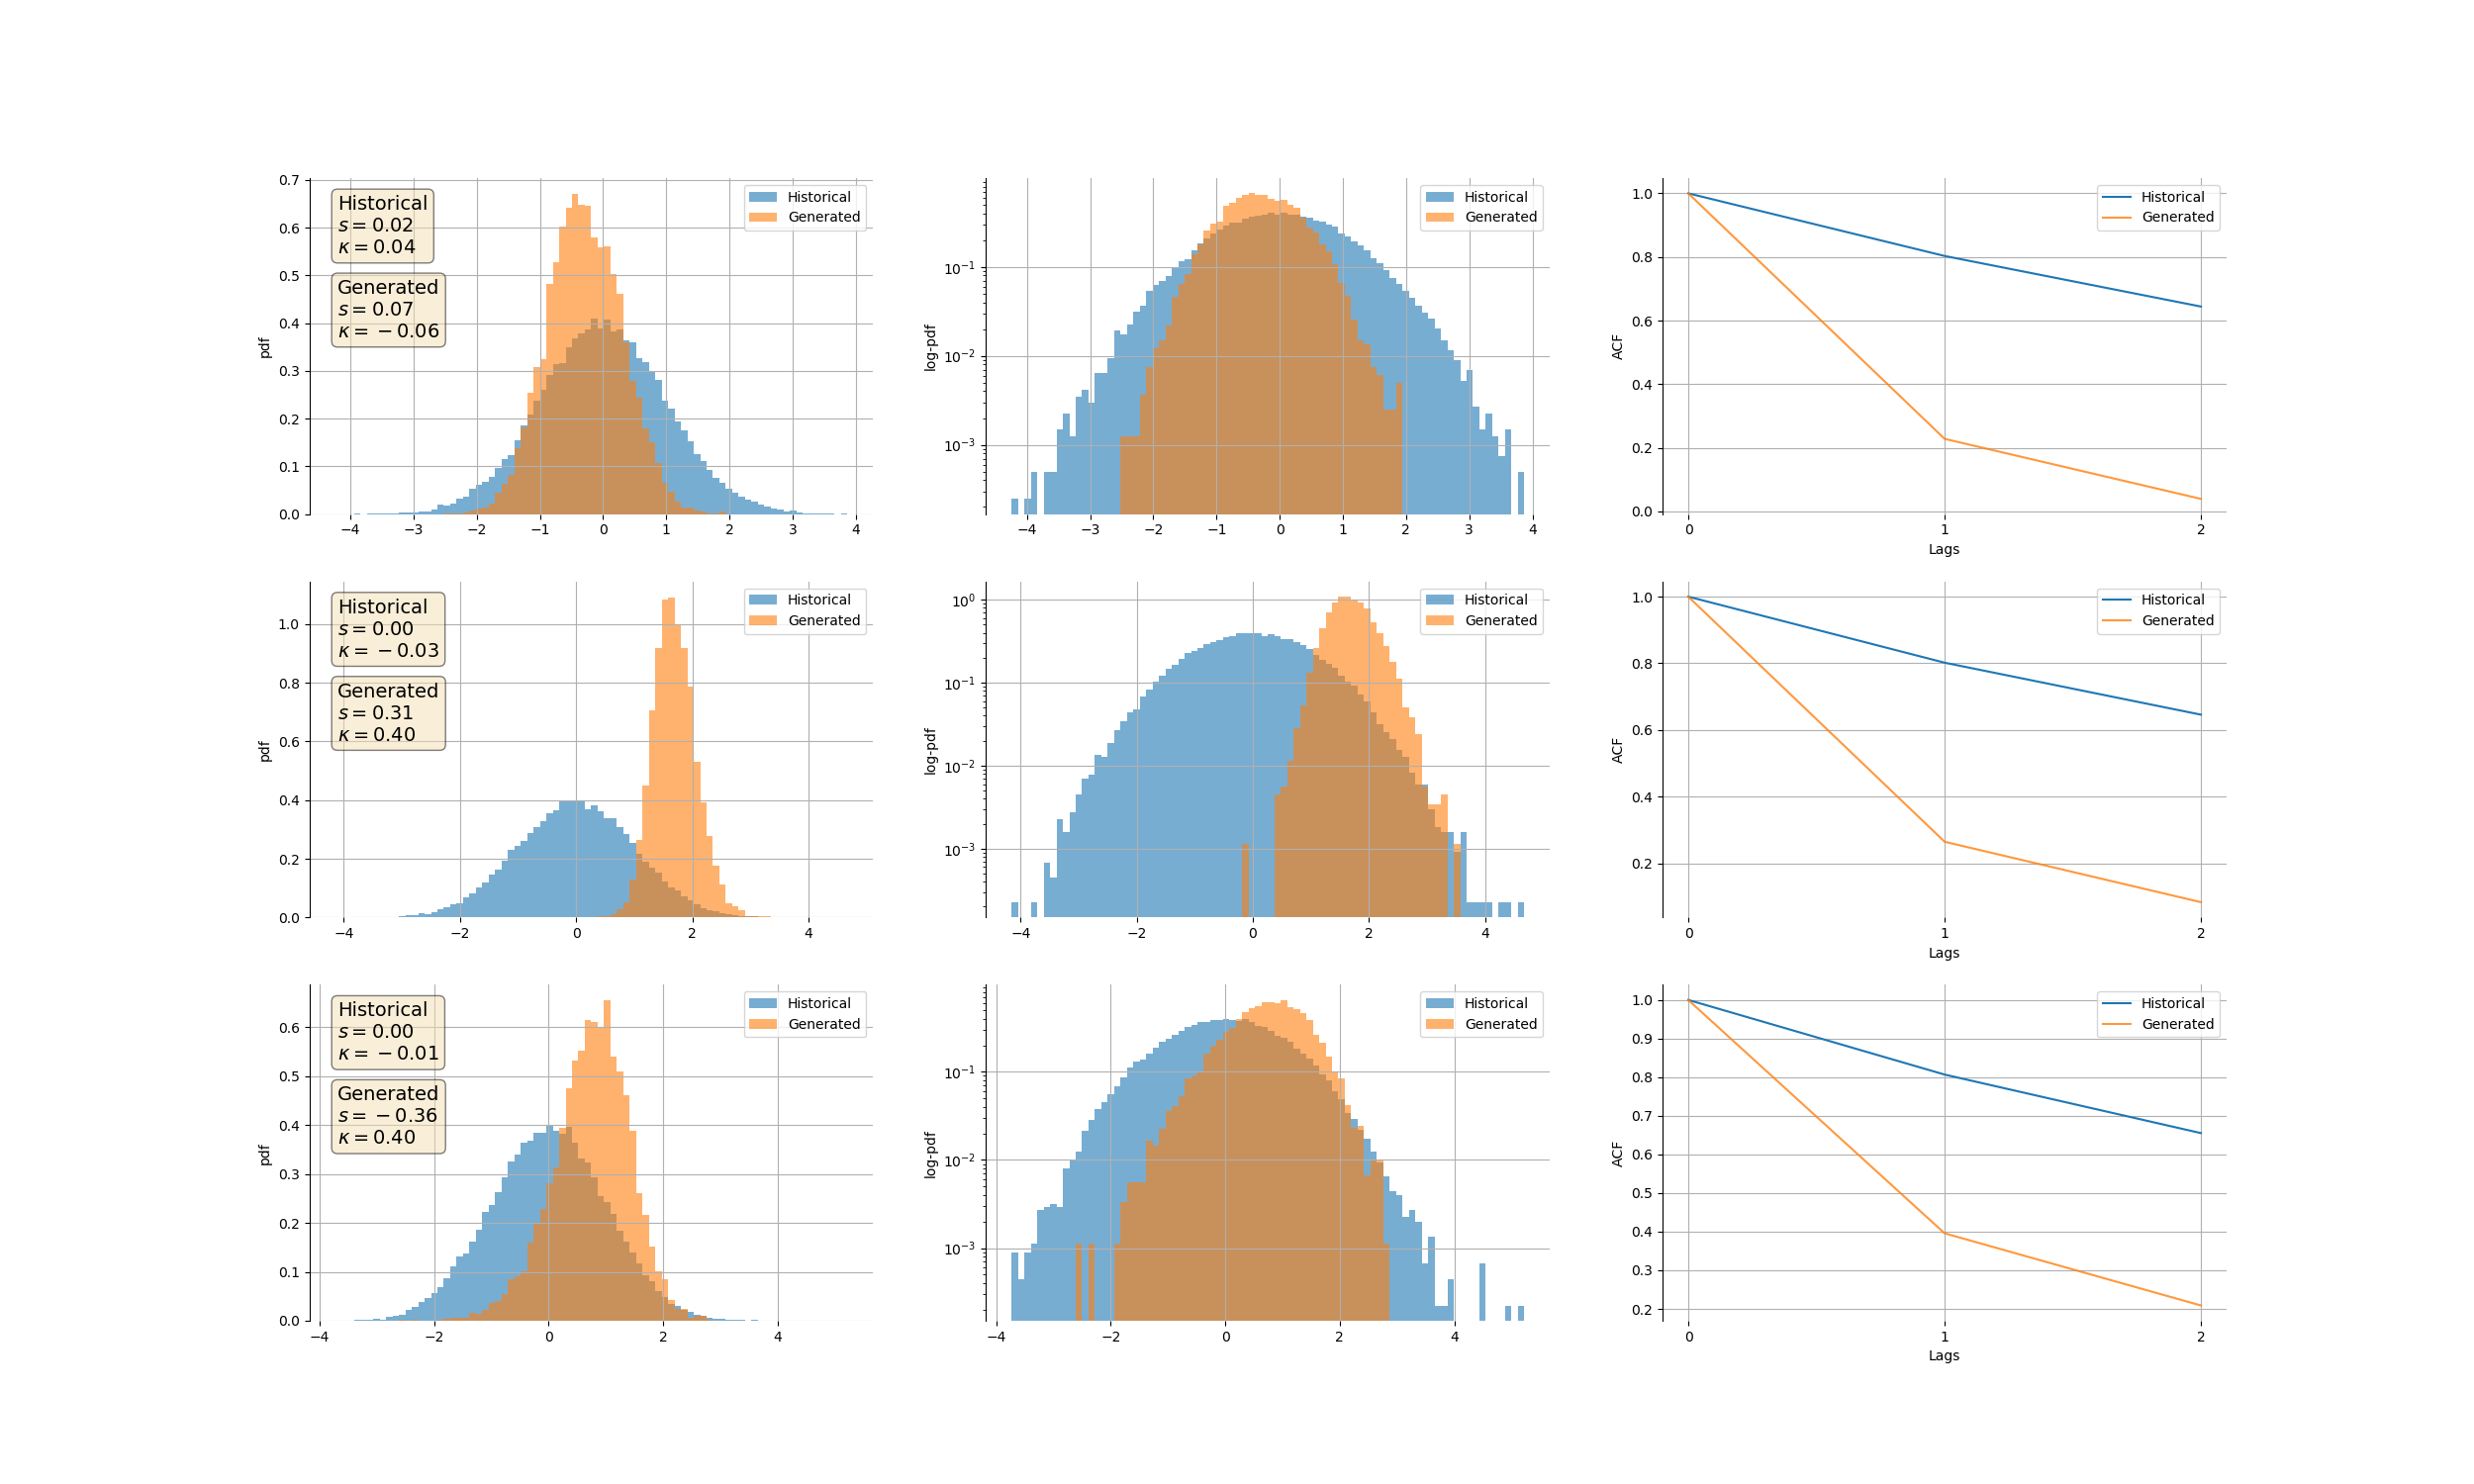 0.7
0.6
0.5
0.4
0.3
0.2
0.1
0.0
pdf
Historical
s = 0.02
κ = 0.04
Generated
s = 0.07
κ = −0.06
Historical
Generated
−4 −3 −2 −1 0 1 2 3 4
10⁻¹
10⁻²
10⁻³
log-pdf
Historical
Generated
−4 −3 −2 −1 0 1 2 3 4
1.0
0.8
0.6
0.4
0.2
0.0
ACF
Historical
Generated
0 1 2
Lags
1.0
0.8
0.6
0.4
0.2
0.0
pdf
Historical
s = 0.00
κ = −0.03
Generated
s = 0.31
κ = 0.40
Historical
Generated
−4 −2 0 2 4
10⁰
10⁻¹
10⁻²
10⁻³
log-pdf
Historical
Generated
−4 −2 0 2 4
1.0
0.8
0.6
0.4
0.2
ACF
Historical
Generated
0 1 2
Lags
0.6
0.5
0.4
0.3
0.2
0.1
0.0
pdf
Historical
s = 0.00
κ = −0.01
Generated
s = −0.36
κ = 0.40
Historical
Generated
−4 −2 0 2 4
10⁻¹
10⁻²
10⁻³
log-pdf
Historical
Generated
−4 −2 0 2 4
1.0
0.9
0.8
0.7
0.6
0.5
0.4
0.3
0.2
ACF
Historical
Generated
0 1 2
Lags